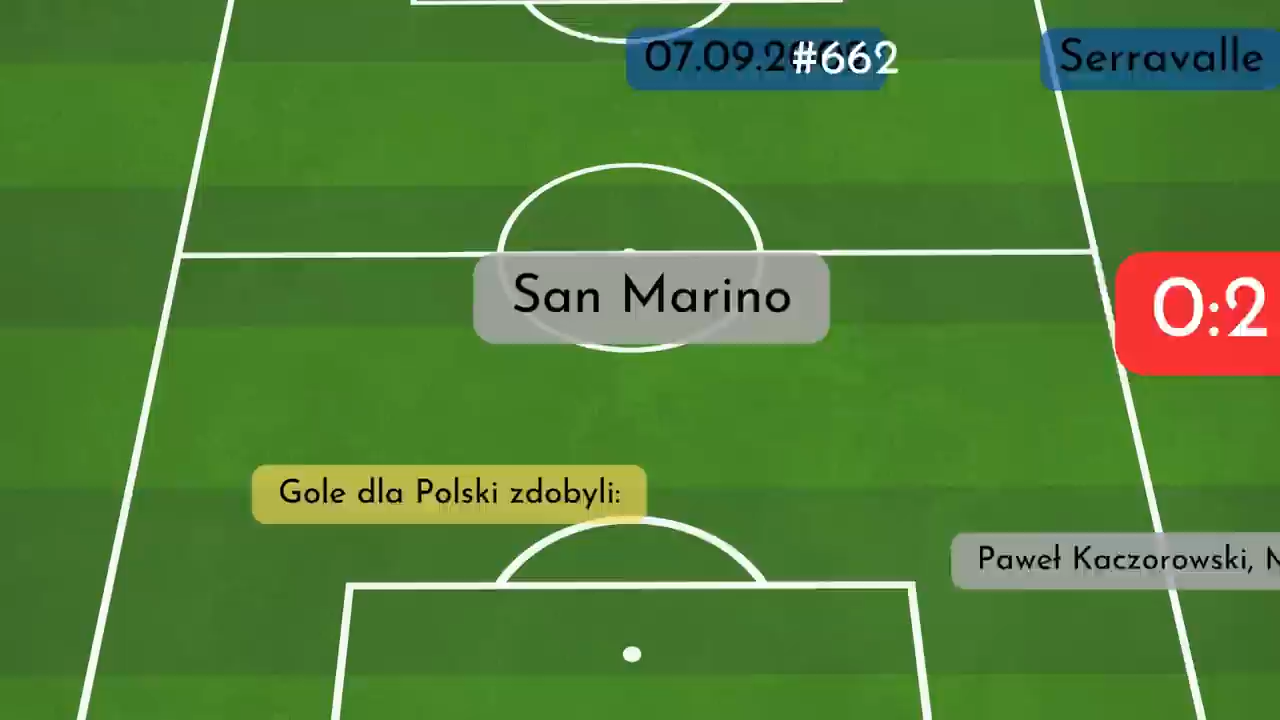 07.09.2
#662
Serravalle
San Marino
0:2
Gole dla Polski zdobyli:
Paweł Kaczorowski,